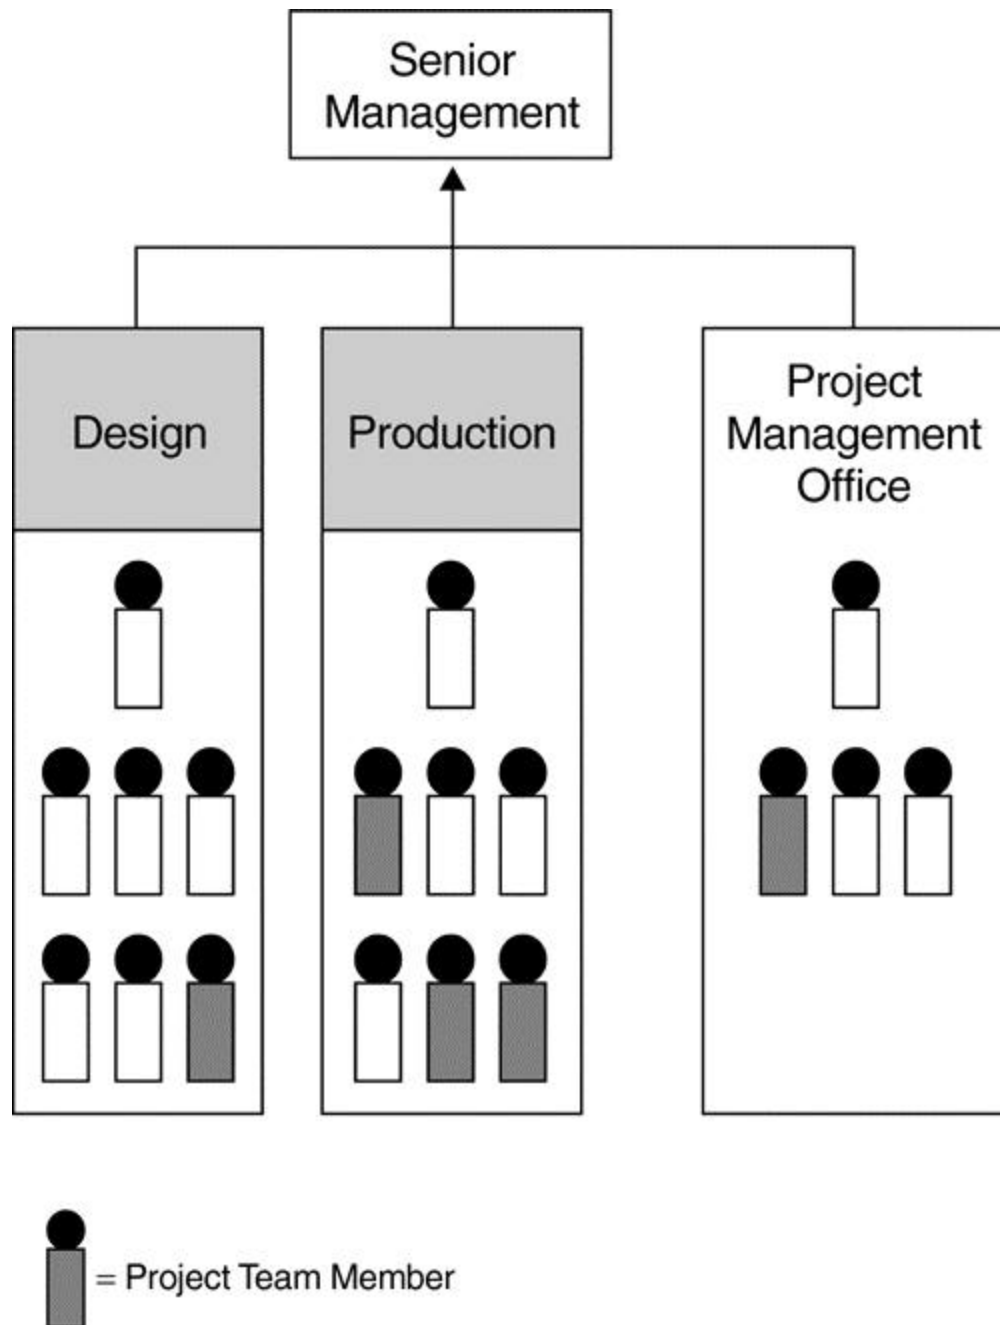 Senior
Management
Design
Production
Project
Management
Office
= Project Team Member